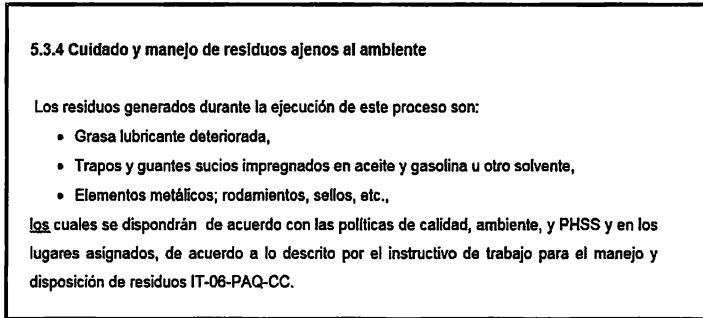 5.3.4 Cuidado y manejo de residuos ajenos al ambiente
Los residuos generados durante la ejecución de este proceso son:
• Grasa lubricante deteriorada,
• Trapos y guantes sucios impregnados en aceite y gasolina u otro solvente,
• Elementos metálicos; rodamientos, sellos, etc.,
los cuales se dispondrán de acuerdo con las políticas de calidad, ambiente, y PHSS y en los
lugares asignados, de acuerdo a lo descrito por el instructivo de trabajo para el manejo y
disposición de residuos IT-06-PAQ-CC.